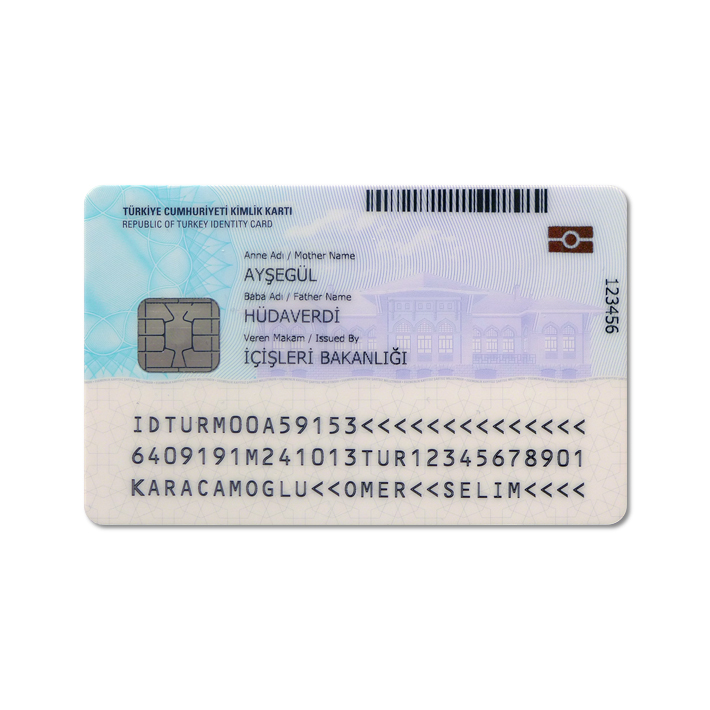 TÜRKİYE CUMHURİYETİ KİMLİK KARTI
REPUBLIC OF TURKEY IDENTITY CARD
Anne Adı / Mother Name
AYŞEGÜL
Baba Adı / Father Name
HÜDAVERDİ
Veren Makam / Issued By
İÇİŞLERİ BAKANLIĞI
123456
IDTURM00A59153<<<<<<<<<<<<<<
6409191M241013TUR12345678901
KARACAMOGLU<<OMER<<SELIM<<<<